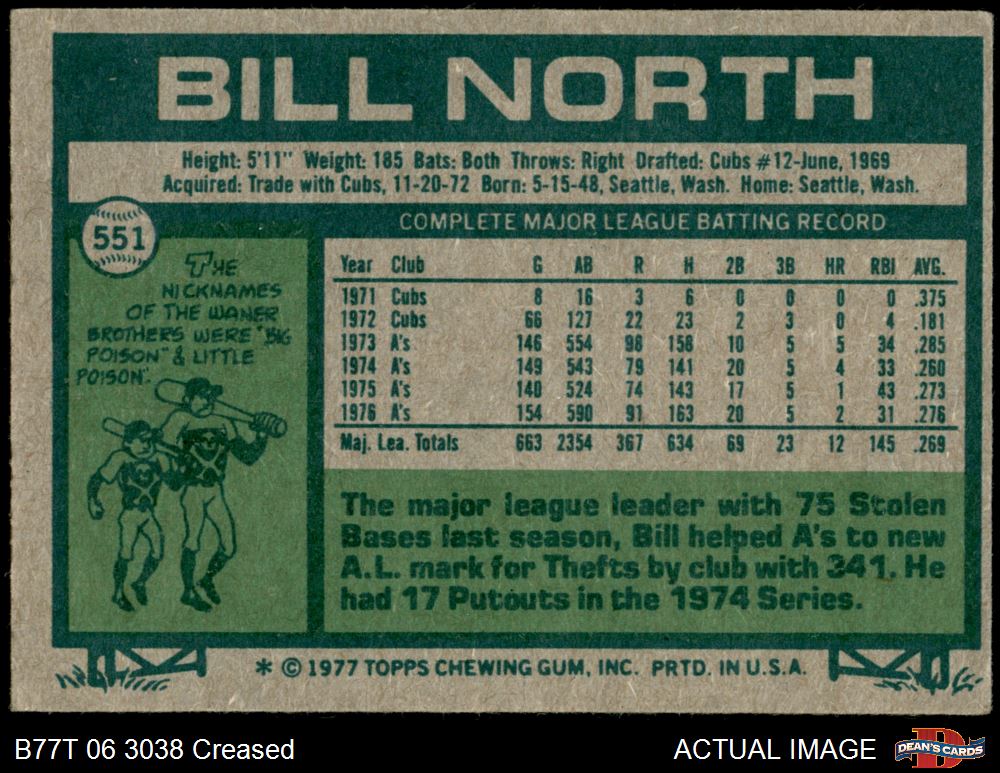 BILL NORTH
Height: 5'11" Weight: 185 Bats: Both Throws: Right Drafted: Cubs #12-June, 1969
Acquired: Trade with Cubs, 11-20-72 Born: 5-15-48, Seattle, Wash. Home: Seattle, Wash.
551
THE
NICKNAMES
OF THE WANER
BROTHERS WERE "BIG
POISON" & LITTLE
POISON".
COMPLETE MAJOR LEAGUE BATTING RECORD
Year Club G AB R H 2B 3B HR RBI AVG.
1971 Cubs 8 16 3 6 0 0 0 0 .375
1972 Cubs 66 127 22 23 2 3 0 4 .181
1973 A's 146 554 98 158 10 5 5 34 .285
1974 A's 149 543 79 141 20 5 4 33 .260
1975 A's 140 524 74 143 17 5 1 43 .273
1976 A's 154 590 91 163 20 5 2 31 .276
Maj. Lea. Totals 663 2354 367 634 69 23 12 145 .269
The major league leader with 75 Stolen
Bases last season, Bill helped A's to new
A.L. mark for Thefts by club with 341. He
had 17 Putouts in the 1974 Series.
* © 1977 TOPPS CHEWING GUM, INC. PRTD. IN U.S.A.
B77T 06 3038 Creased
ACTUAL IMAGE
DEAN'S CARDS